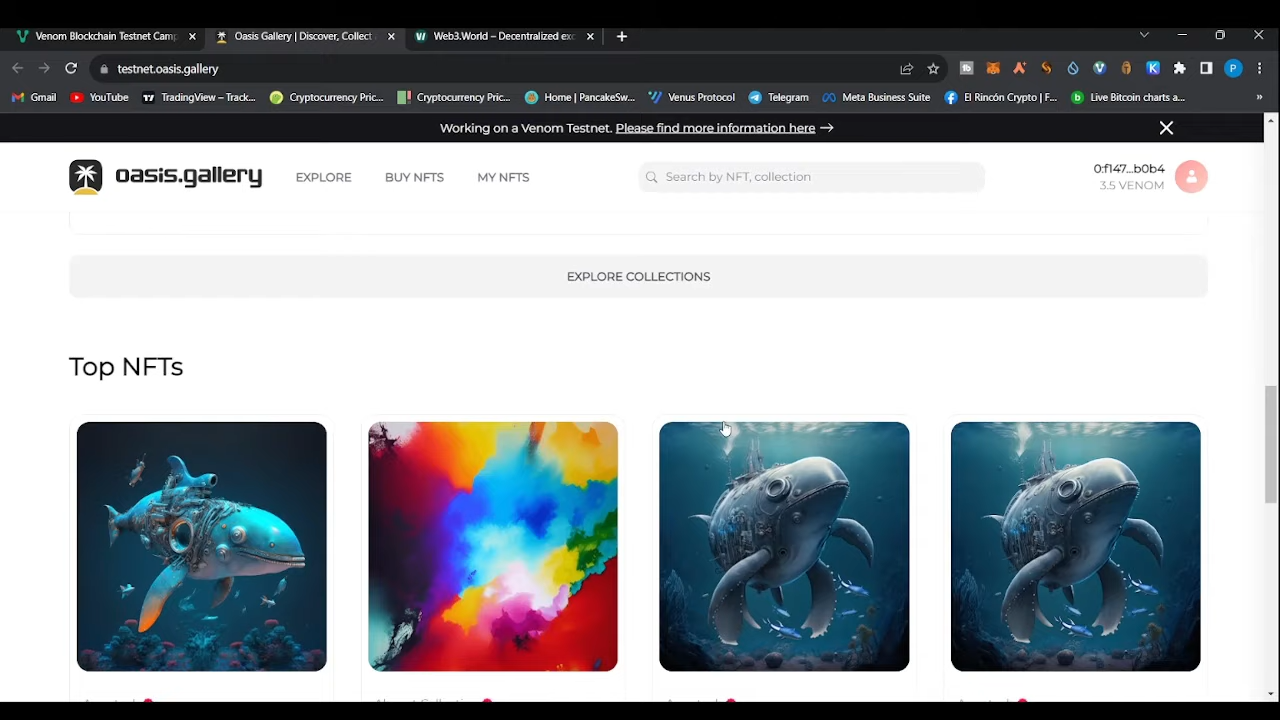 Venom Blockchain Testnet Camp
Oasis Gallery | Discover, Collect
Web3.World – Decentralized exc
testnet.oasis.gallery
Gmail
YouTube
TradingView – Track...
Cryptocurrency Pric...
Cryptocurrency Pric...
Home | PancakeSw...
Venus Protocol
Telegram
Meta Business Suite
El Rincón Crypto | F...
Live Bitcoin charts a...
»
Working on a Venom Testnet. Please find more information here →
oasis.gallery
EXPLORE
BUY NFTS
MY NFTS
Search by NFT, collection
0:f147...b0b4
3.5 VENOM
EXPLORE COLLECTIONS
Top NFTs